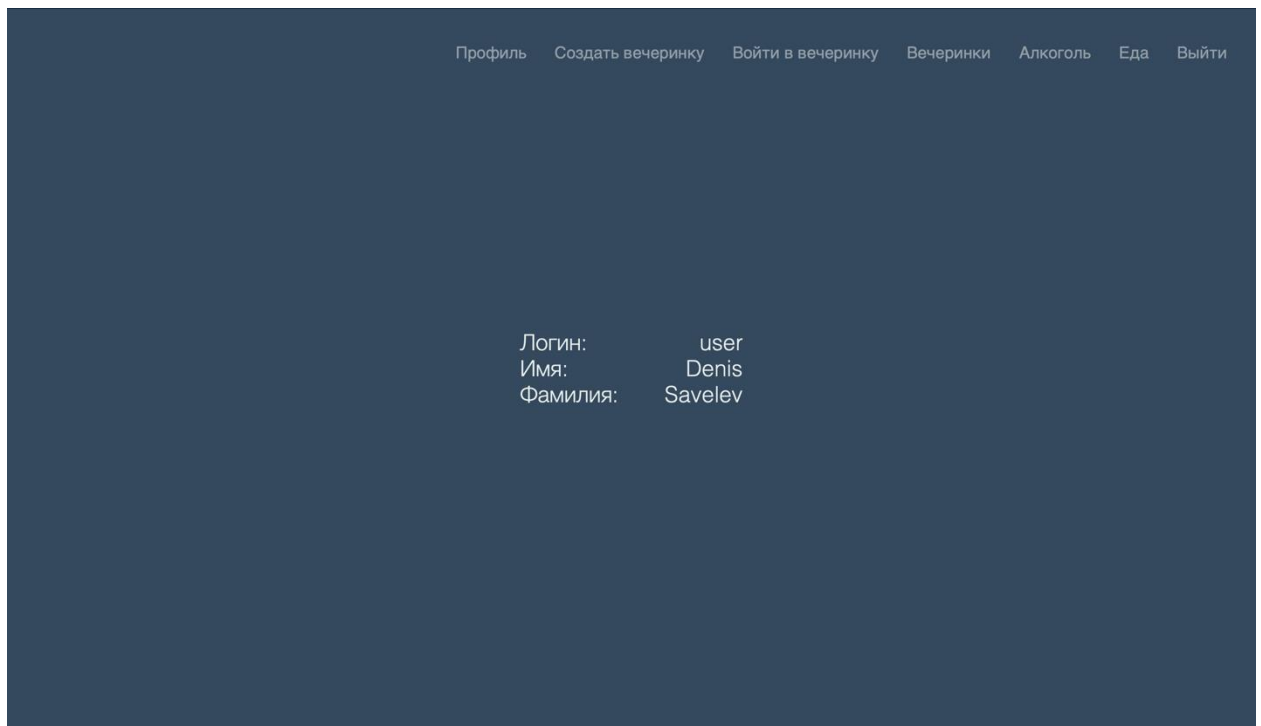 Профиль Создать вечеринку Войти в вечеринку Вечеринки Алкоголь Еда Выйти
Логин: user
Имя: Denis
Фамилия: Savelev